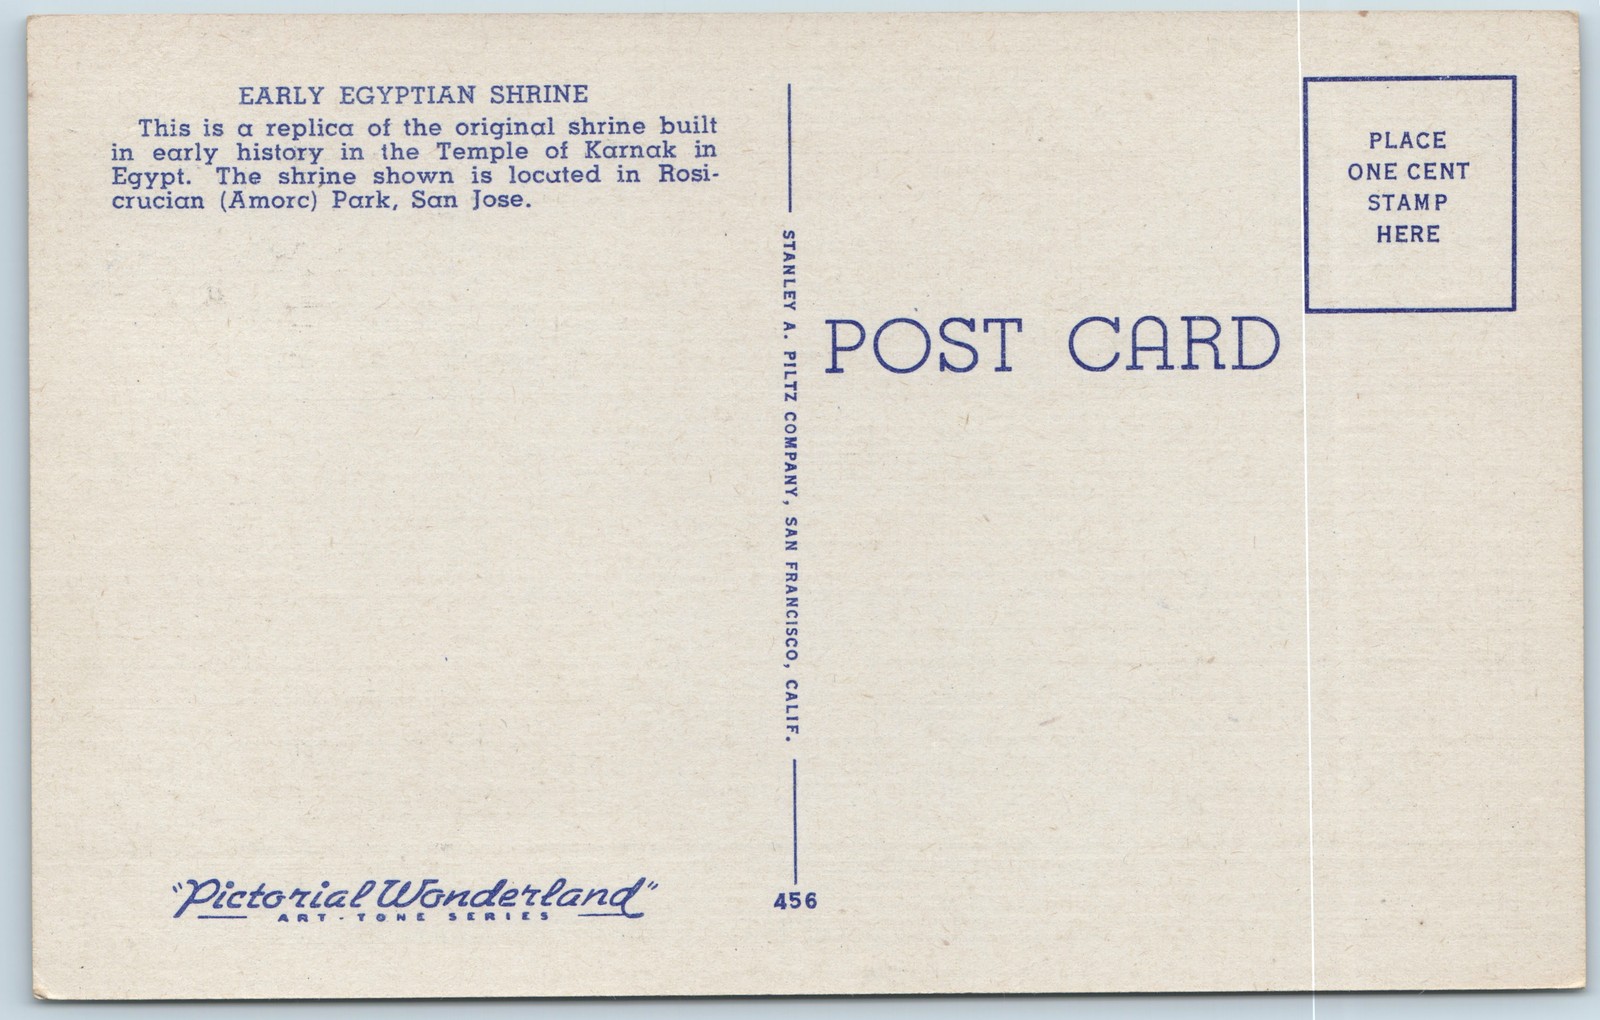 EARLY EGYPTIAN SHRINE
This is a replica of the original shrine built
in early history in the Temple of Karnak in
Egypt. The shrine shown is located in Rosi-
crucian (Amorc) Park, San Jose.
"Pictorial Wonderland"
ART-TONE SERIES
STANLEY A. PILTZ COMPANY, SAN FRANCISCO, CALIF.
456
POST CARD
PLACE
ONE CENT
STAMP
HERE